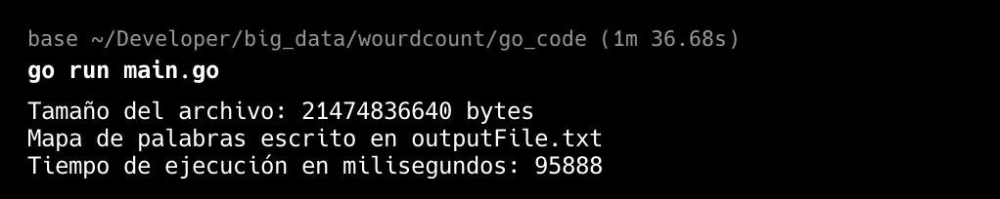 base ~/Developer/big_data/wourdcount/go_code (1m 36.68s)
go run main.go
Tamaño del archivo: 21474836640 bytes
Mapa de palabras escrito en outputFile.txt
Tiempo de ejecución en milisegundos: 95888